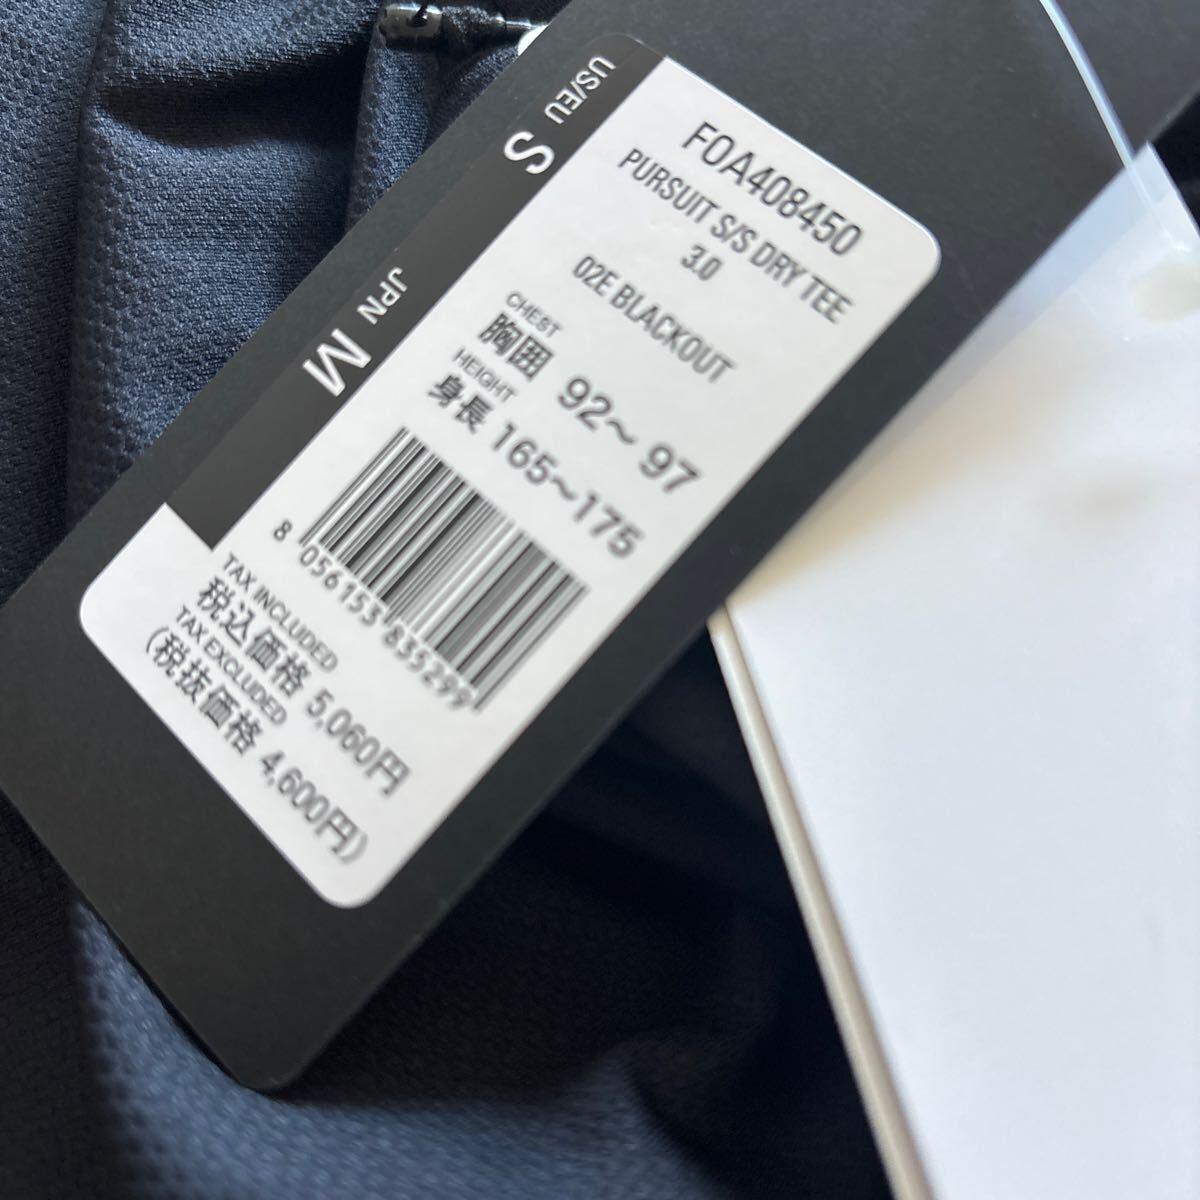 US/EU S
JPN M
FOA408450
PURSUIT S/S DRY TEE
3.0
02E BLACKOUT
CHEST
胸囲 92~97
HEIGHT
身長 165~175
8 056153 835299
TAX INCLUDED
税込価格 5,060円
TAX EXCLUDED
(税抜価格 4,600円)